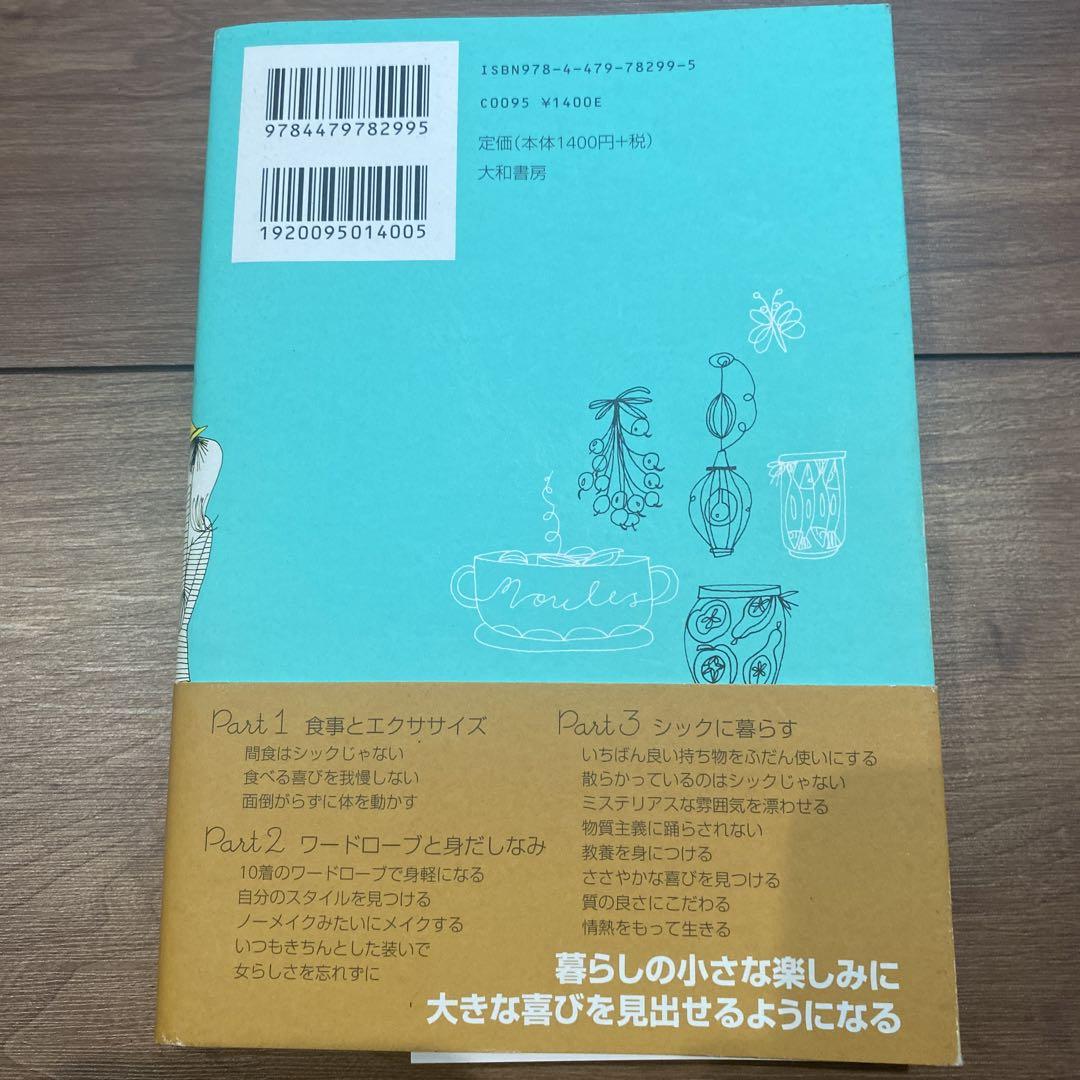 9784479782995
1920095014005
ISBN978-4-479-78299-5
C0095 ¥1400E
定価(本体1400円+税)
大和書房
Moules
Part 1 食事とエクササイズ
間食はシックじゃない
食べる喜びを我慢しない
面倒がらずに体を動かす
Part 2 ワードローブと身だしなみ
10着のワードローブで身軽になる
自分のスタイルを見つける
ノーメイクみたいにメイクする
いつもきちんとした装いで
女らしさを忘れずに
Part 3 シックに暮らす
いちばん良い持ち物をふだん使いにする
散らかっているのはシックじゃない
ミステリアスな雰囲気を漂わせる
物質主義に踊らされない
教養を身につける
ささやかな喜びを見つける
質の良さにこだわる
情熱をもって生きる
暮らしの小さな楽しみに
大きな喜びを見出せるようになる